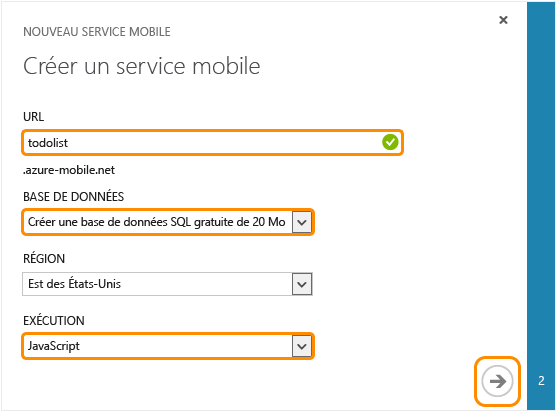 NOUVEAU SERVICE MOBILE
Créer un service mobile
URL
todolist
.azure-mobile.net
BASE DE DONNÉES
Créer une base de données SQL gratuite de 20 Mo
RÉGION
Est des États-Unis
EXÉCUTION
JavaScript
2